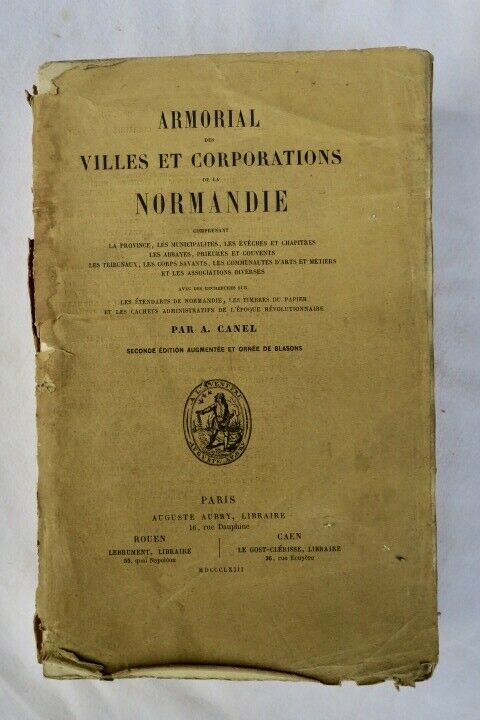 ARMORIAL
DES
VILLES ET CORPORATIONS
DE LA
NORMANDIE
COMPRENANT
LA PROVINCE, LES MUNICIPALITÉS, LES ÉVÊCHÉS ET CHAPITRES
LES ABBAYES, PRIEURÉS ET COUVENTS
LES TRIBUNAUX, LES CORPS SAVANTS, LES COMMUNAUTÉS D'ARTS ET MÉTIERS
ET LES ASSOCIATIONS DIVERSES
AVEC DES RECHERCHES SUR
LES ÉTENDARTS DE NORMANDIE, LES TIMBRES DU PAPIER
ET LES CACHETS ADMINISTRATIFS DE L'ÉPOQUE RÉVOLUTIONNAIRE
PAR A. CANEL
SECONDE ÉDITION AUGMENTÉE ET ORNÉE DE BLASONS
A L'AVENTURE
AUGUSTE AUBRY
PARIS
AUGUSTE AUBRY, LIBRAIRE
16, rue Dauphine
ROUEN
LEBRUMENT, LIBRAIRE
55, quai Napoléon
CAEN
LE GOST-CLÉRISSE, LIBRAIRE
36, rue Écuyère
MDCCCLXIII